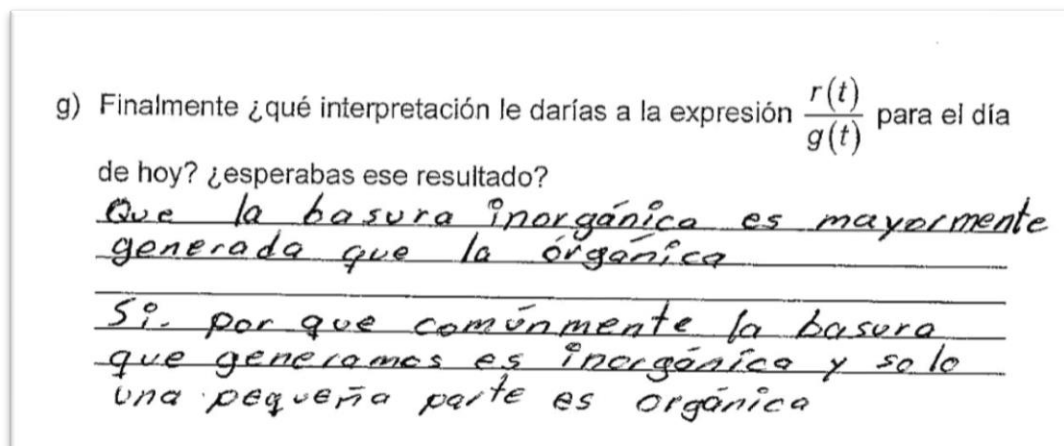 g) Finalmente ¿qué interpretación le darías a la expresión r(t)/g(t) para el día
de hoy? ¿esperabas ese resultado?
Que la basura inorgánica es mayormente
generada que la órgánica
Si. por que comúnmente la basura
que generamos es inorgánica y solo
una pequeña parte es orgánica